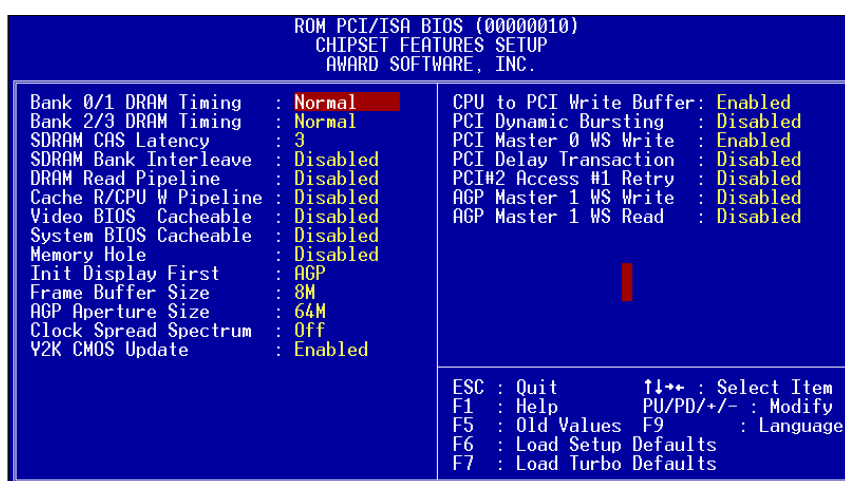 ROM PCI/ISA BIOS (00000010)
CHIPSET FEATURES SETUP
AWARD SOFTWARE, INC.
Bank 0/1 DRAM Timing : Normal
Bank 2/3 DRAM Timing : Normal
SDRAM CAS Latency : 3
SDRAM Bank Interleave : Disabled
DRAM Read Pipeline : Disabled
Cache R/CPU W Pipeline : Disabled
Video BIOS Cacheable : Disabled
System BIOS Cacheable : Disabled
Memory Hole : Disabled
Init Display First : AGP
Frame Buffer Size : 8M
AGP Aperture Size : 64M
Clock Spread Spectrum : Off
Y2K CMOS Update : Enabled
CPU to PCI Write Buffer: Enabled
PCI Dynamic Bursting : Disabled
PCI Master 0 WS Write : Enabled
PCI Delay Transaction : Disabled
PCI#2 Access #1 Retry : Disabled
AGP Master 1 WS Write : Disabled
AGP Master 1 WS Read : Disabled
ESC : Quit ↑↓→← : Select Item
F1 : Help PU/PD/+/- : Modify
F5 : Old Values F9 : Language
F6 : Load Setup Defaults
F7 : Load Turbo Defaults